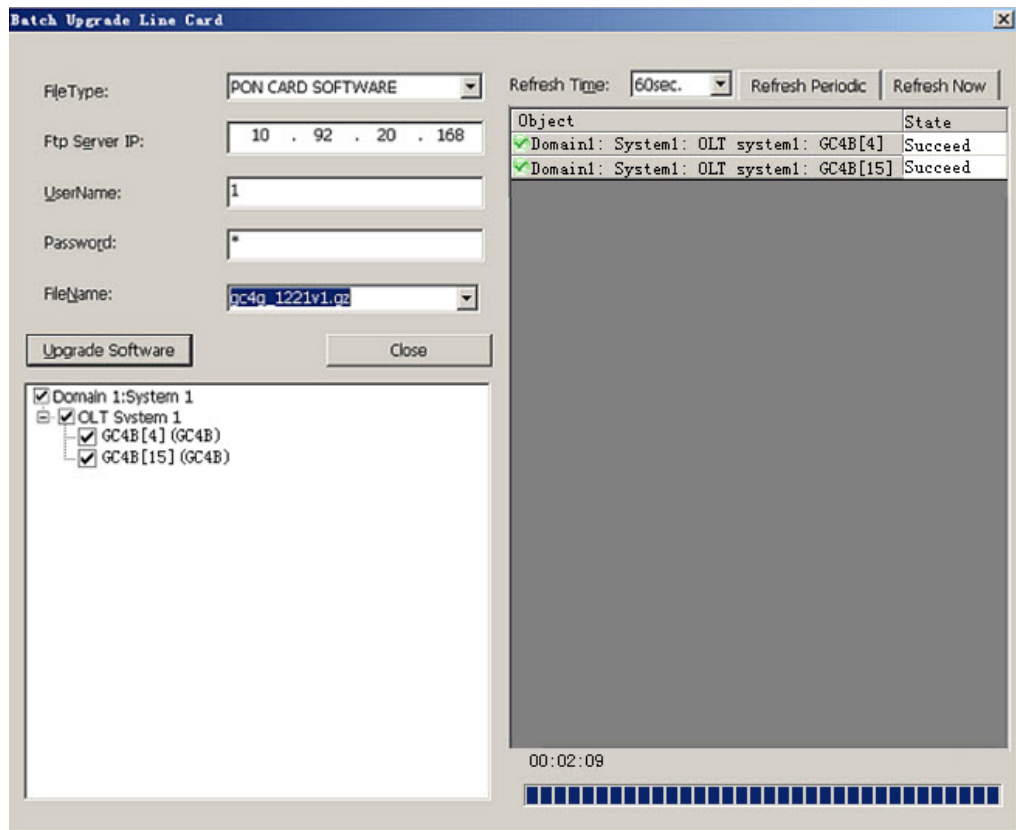 Batch Upgrade Line Card
FileType: PON CARD SOFTWARE
Ftp Server IP: 10 . 92 . 20 . 168
UserName: 1
Password: *
FileName: gc4g_1221v1.gz
Upgrade Software Close
Domain 1:System 1
OLT System 1
GC4B[4] (GC4B)
GC4B[15] (GC4B)
Refresh Time: 60sec. Refresh Periodic Refresh Now
Object State
Domain1: System1: OLT system1: GC4B[4] Succeed
Domain1: System1: OLT system1: GC4B[15] Succeed
00:02:09